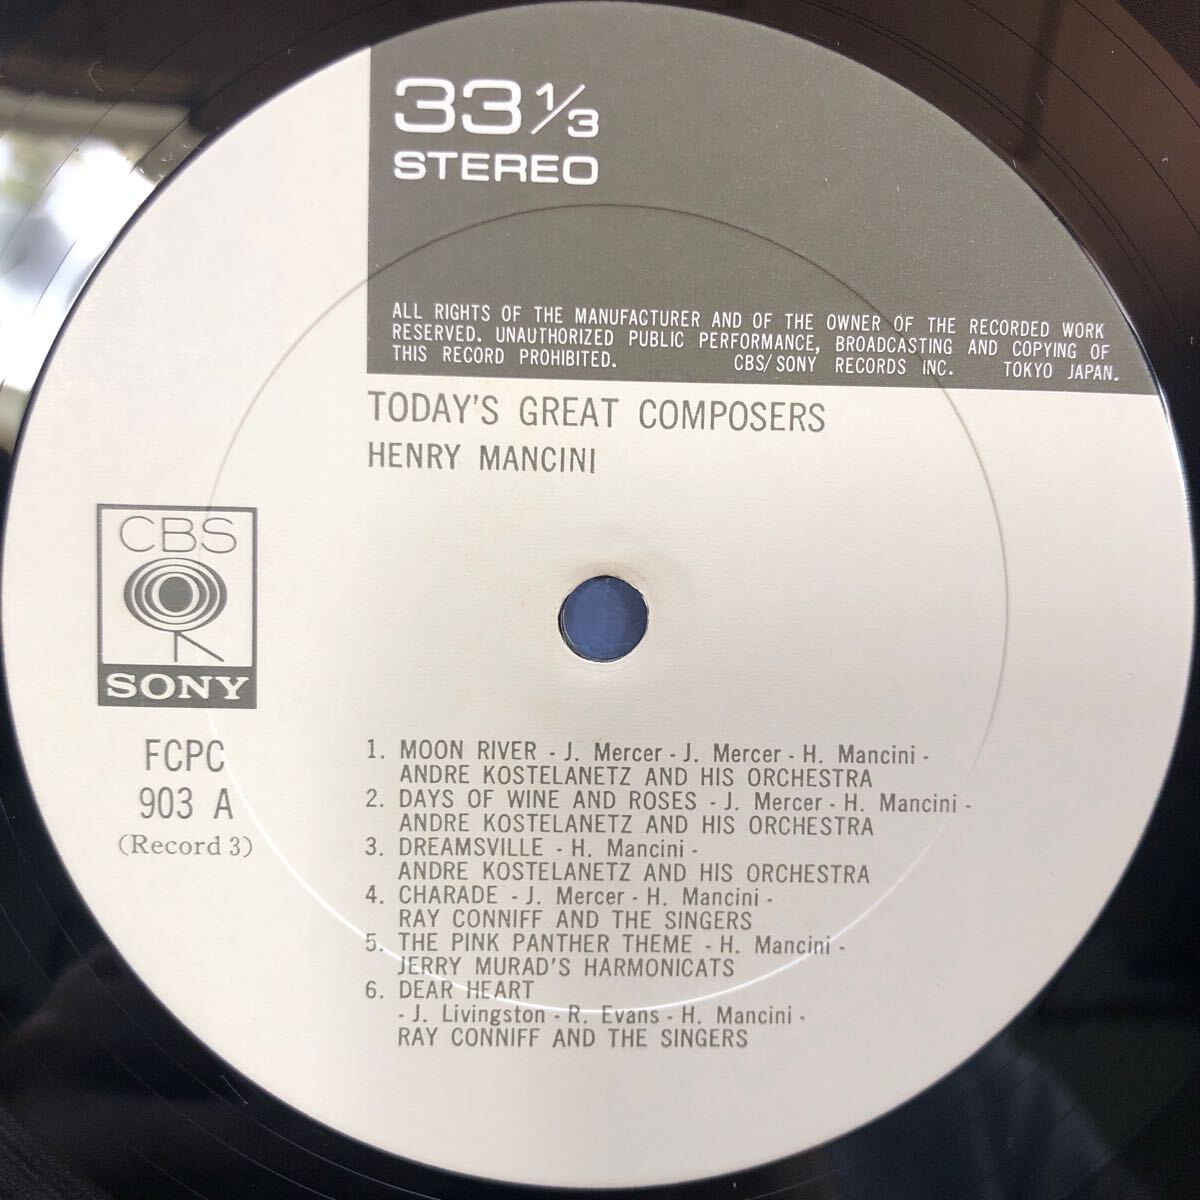 33 1/3
STEREO
ALL RIGHTS OF THE MANUFACTURER AND OF THE OWNER OF THE RECORDED WORK
RESERVED. UNAUTHORIZED PUBLIC PERFORMANCE, BROADCASTING AND COPYING OF
THIS RECORD PROHIBITED. CBS/SONY RECORDS INC. TOKYO JAPAN.
TODAY'S GREAT COMPOSERS
HENRY MANCINI
CBS
SONY
FCPC
903 A
(Record 3)
1. MOON RIVER - J. Mercer - J. Mercer - H. Mancini -
ANDRE KOSTELANETZ AND HIS ORCHESTRA
2. DAYS OF WINE AND ROSES - J. Mercer - H. Mancini -
ANDRE KOSTELANETZ AND HIS ORCHESTRA
3. DREAMSVILLE - H. Mancini -
ANDRE KOSTELANETZ AND HIS ORCHESTRA
4. CHARADE - J. Mercer - H. Mancini -
RAY CONNIFF AND THE SINGERS
5. THE PINK PANTHER THEME - H. Mancini -
JERRY MURAD'S HARMONICATS
6. DEAR HEART
- J. Livingston - R. Evans - H. Mancini -
RAY CONNIFF AND THE SINGERS